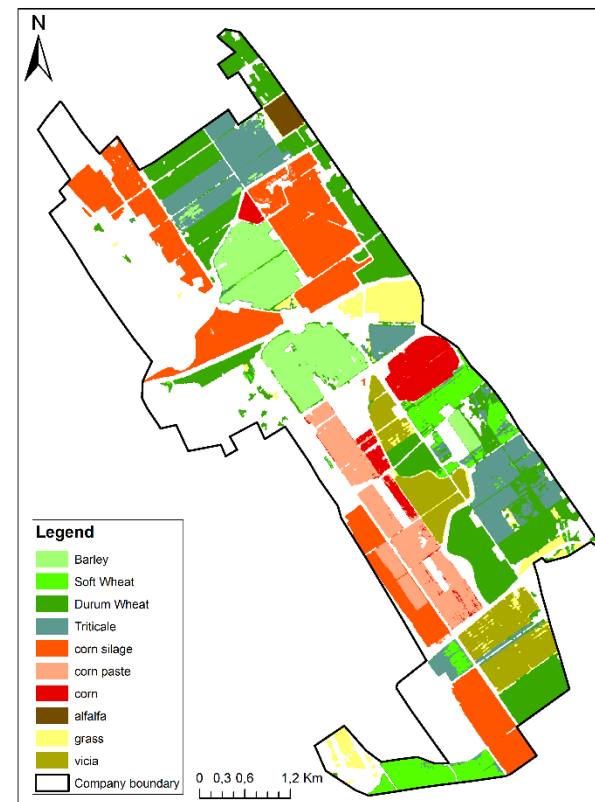 N
Legend
Barley
Soft Wheat
Durum Wheat
Triticale
corn silage
corn paste
corn
alfalfa
grass
vicia
Company boundary
0 0,3 0,6 1,2 Km